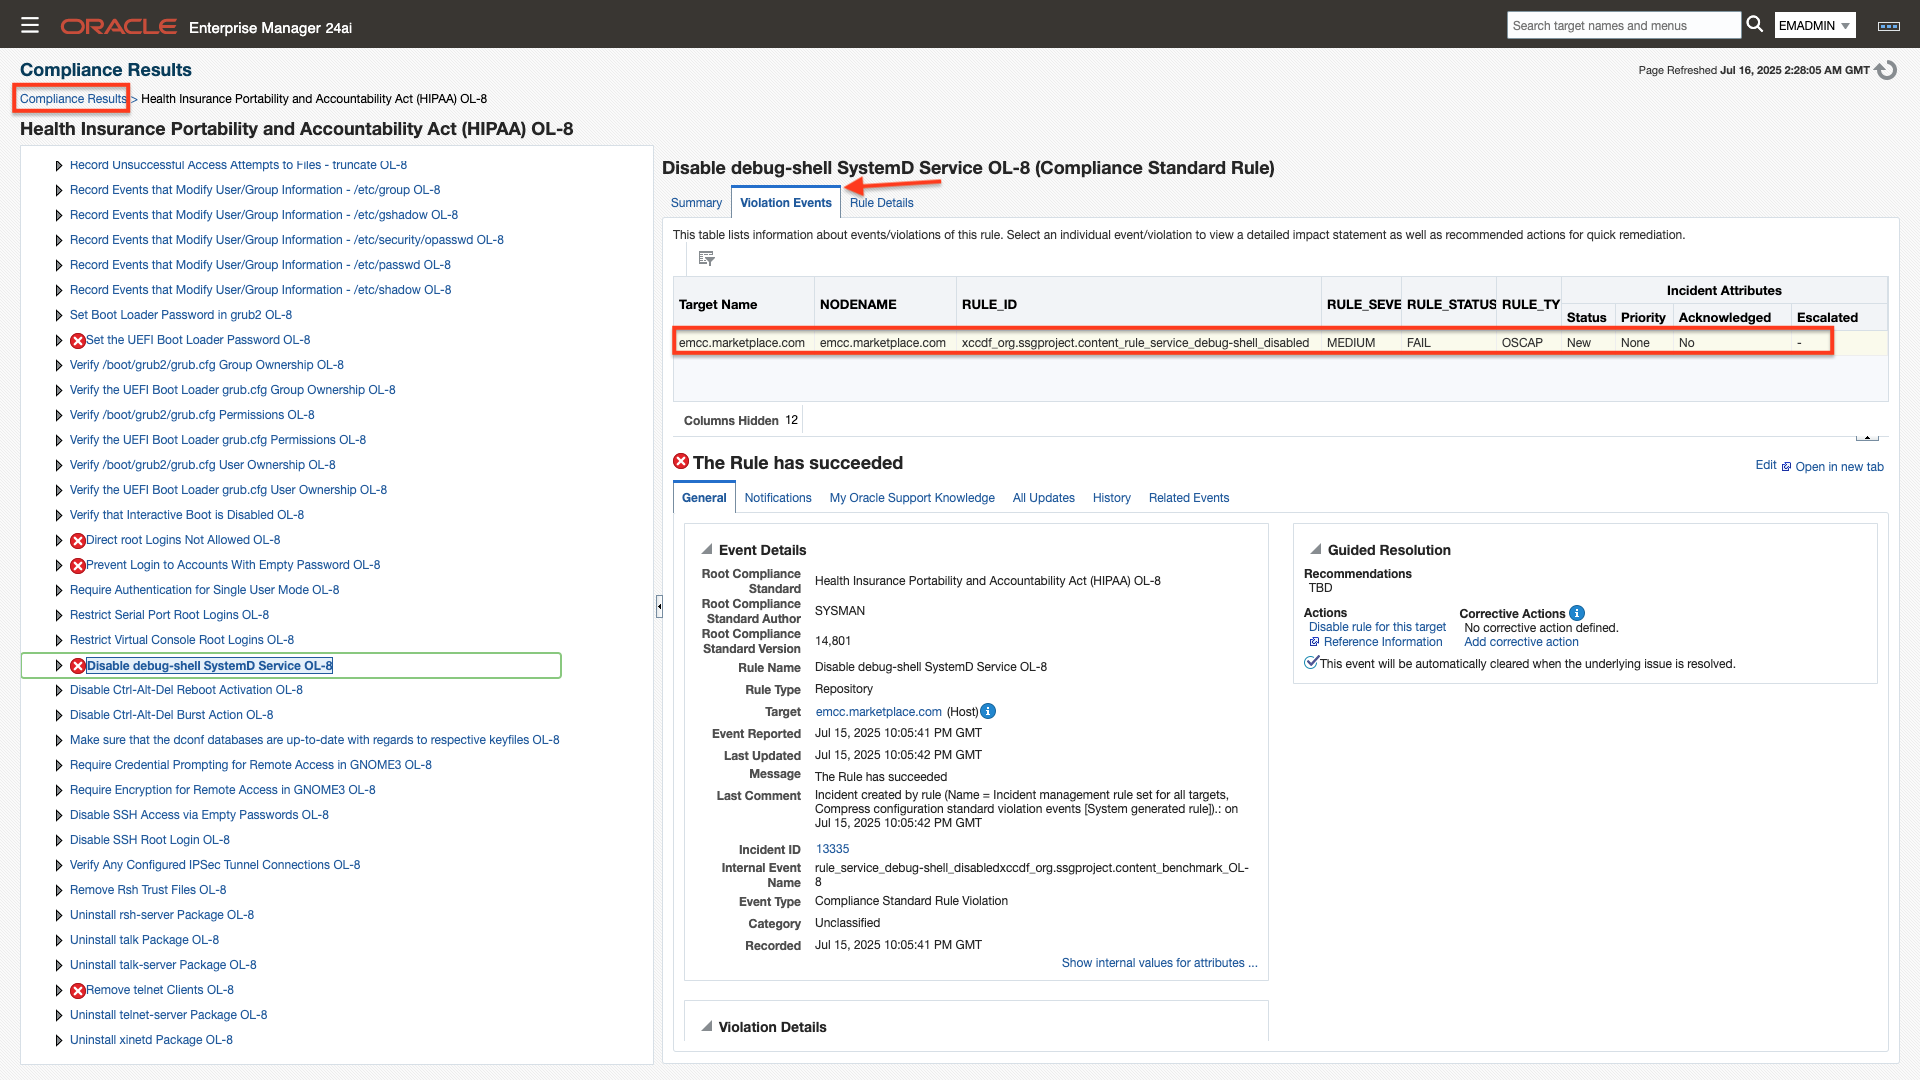 ORACLE Enterprise Manager 24ai
Search target names and menus
EMADMIN
Compliance Results
Page Refreshed Jul 16, 2025 2:28:05 AM GMT
Compliance Results > Health Insurance Portability and Accountability Act (HIPAA) OL-8
Health Insurance Portability and Accountability Act (HIPAA) OL-8
Record Unsuccessful Access Attempts to Files - truncate OL-8
Record Events that Modify User/Group Information - /etc/group OL-8
Record Events that Modify User/Group Information - /etc/gshadow OL-8
Record Events that Modify User/Group Information - /etc/security/opasswd OL-8
Record Events that Modify User/Group Information - /etc/passwd OL-8
Record Events that Modify User/Group Information - /etc/shadow OL-8
Set Boot Loader Password in grub2 OL-8
Set the UEFI Boot Loader Password OL-8
Verify /boot/grub2/grub.cfg Group Ownership OL-8
Verify the UEFI Boot Loader grub.cfg Group Ownership OL-8
Verify /boot/grub2/grub.cfg Permissions OL-8
Verify the UEFI Boot Loader grub.cfg Permissions OL-8
Verify /boot/grub2/grub.cfg User Ownership OL-8
Verify the UEFI Boot Loader grub.cfg User Ownership OL-8
Verify that Interactive Boot is Disabled OL-8
Direct root Logins Not Allowed OL-8
Prevent Login to Accounts With Empty Password OL-8
Require Authentication for Single User Mode OL-8
Restrict Serial Port Root Logins OL-8
Restrict Virtual Console Root Logins OL-8
Disable debug-shell SystemD Service OL-8
Disable Ctrl-Alt-Del Reboot Activation OL-8
Disable Ctrl-Alt-Del Burst Action OL-8
Make sure that the dconf databases are up-to-date with regards to respective keyfiles OL-8
Require Credential Prompting for Remote Access in GNOME3 OL-8
Require Encryption for Remote Access in GNOME3 OL-8
Disable SSH Access via Empty Passwords OL-8
Disable SSH Root Login OL-8
Verify Any Configured IPSec Tunnel Connections OL-8
Remove Rsh Trust Files OL-8
Uninstall rsh-server Package OL-8
Uninstall talk Package OL-8
Uninstall talk-server Package OL-8
Remove telnet Clients OL-8
Uninstall telnet-server Package OL-8
Uninstall xinetd Package OL-8
Disable debug-shell SystemD Service OL-8 (Compliance Standard Rule)
Summary Violation Events Rule Details
This table lists information about events/violations of this rule. Select an individual event/violation to view a detailed impact statement as well as recommended actions for quick remediation.
Incident Attributes
Target Name NODENAME RULE_ID RULE_SEVE RULE_STATUS RULE_TY Status Priority Acknowledged Escalated
emcc.marketplace.com emcc.marketplace.com xccdf_org.ssgproject.content_rule_service_debug-shell_disabled MEDIUM FAIL OSCAP New None No -
Columns Hidden 12
The Rule has succeeded
Edit Open in new tab
General Notifications My Oracle Support Knowledge All Updates History Related Events
Event Details
Root Compliance Standard Health Insurance Portability and Accountability Act (HIPAA) OL-8
Root Compliance Standard Author SYSMAN
Root Compliance Standard Version 14,801
Rule Name Disable debug-shell SystemD Service OL-8
Rule Type Repository
Target emcc.marketplace.com (Host)
Event Reported Jul 15, 2025 10:05:41 PM GMT
Last Updated Jul 15, 2025 10:05:42 PM GMT
Message The Rule has succeeded
Last Comment Incident created by rule (Name = Incident management rule set for all targets,
Compress configuration standard violation events [System generated rule]).: on
Jul 15, 2025 10:05:42 PM GMT
Incident ID 13335
Internal Event Name rule_service_debug-shell_disabledxccdf_org.ssgproject.content_benchmark_OL-
8
Event Type Compliance Standard Rule Violation
Category Unclassified
Recorded Jul 15, 2025 10:05:41 PM GMT
Show internal values for attributes ...
Violation Details
Guided Resolution
Recommendations
TBD
Actions
Disable rule for this target
Reference Information
Corrective Actions
No corrective action defined.
Add corrective action
This event will be automatically cleared when the underlying issue is resolved.